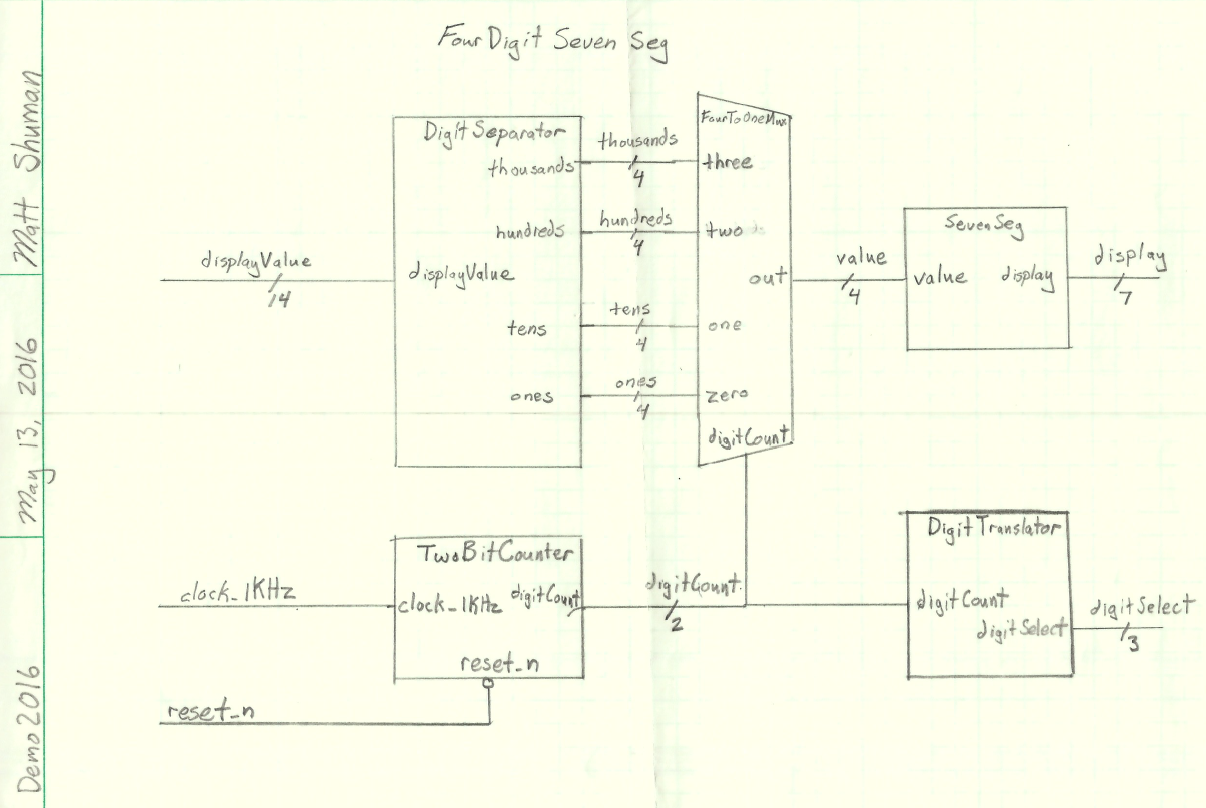 Four Digit Seven Seg
Matt Shuman
May 13, 2016
Demo 2016
DigitSeparator
thousands
hundreds
displayValue
tens
ones
displayValue
14
thousands
4
hundreds
4
tens
4
ones
4
FourToOneMux
three
two
out
one
zero
digitCount
value
4
SevenSeg
value display
display
7
clock_1KHz
TwoBitCounter
clock_1KHz digitCount
reset_n
reset_n
digitCount
2
DigitTranslator
digitCount
digitSelect
digitSelect
3